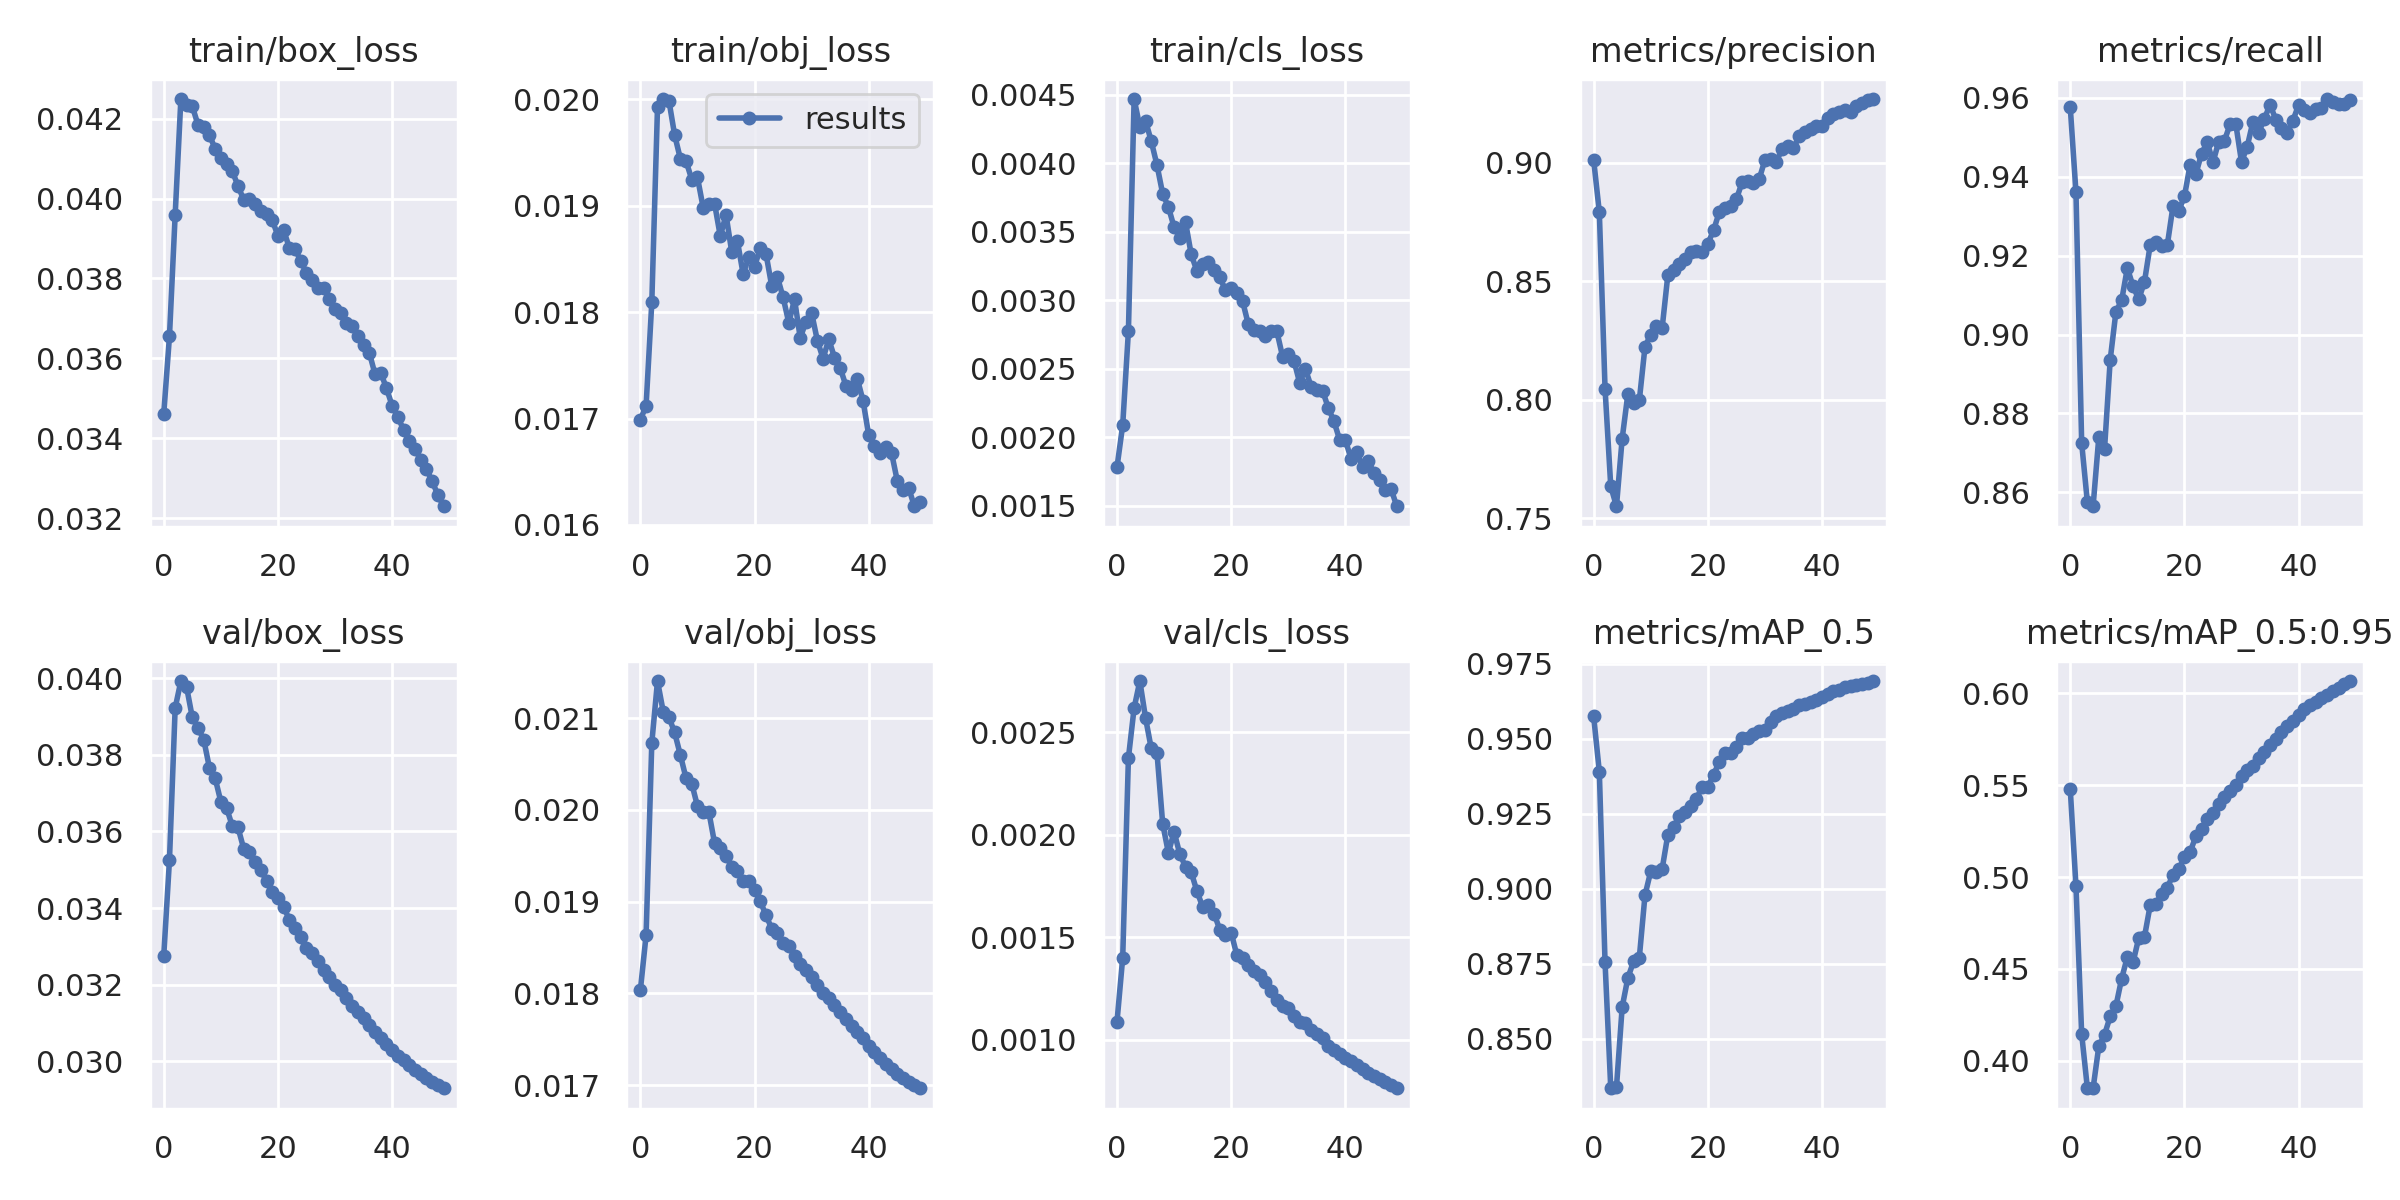 train/box_loss
0.042
0.040
0.038
0.036
0.034
0.032
0 20 40
train/obj_loss
results
0.020
0.019
0.018
0.017
0.016
0 20 40
train/cls_loss
0.0045
0.0040
0.0035
0.0030
0.0025
0.0020
0.0015
0 20 40
metrics/precision
0.90
0.85
0.80
0.75
0 20 40
metrics/recall
0.96
0.94
0.92
0.90
0.88
0.86
0 20 40
val/box_loss
0.040
0.038
0.036
0.034
0.032
0.030
0 20 40
val/obj_loss
0.021
0.020
0.019
0.018
0.017
0 20 40
val/cls_loss
0.0025
0.0020
0.0015
0.0010
0 20 40
metrics/mAP_0.5
0.975
0.950
0.925
0.900
0.875
0.850
0 20 40
metrics/mAP_0.5:0.95
0.60
0.55
0.50
0.45
0.40
0 20 40